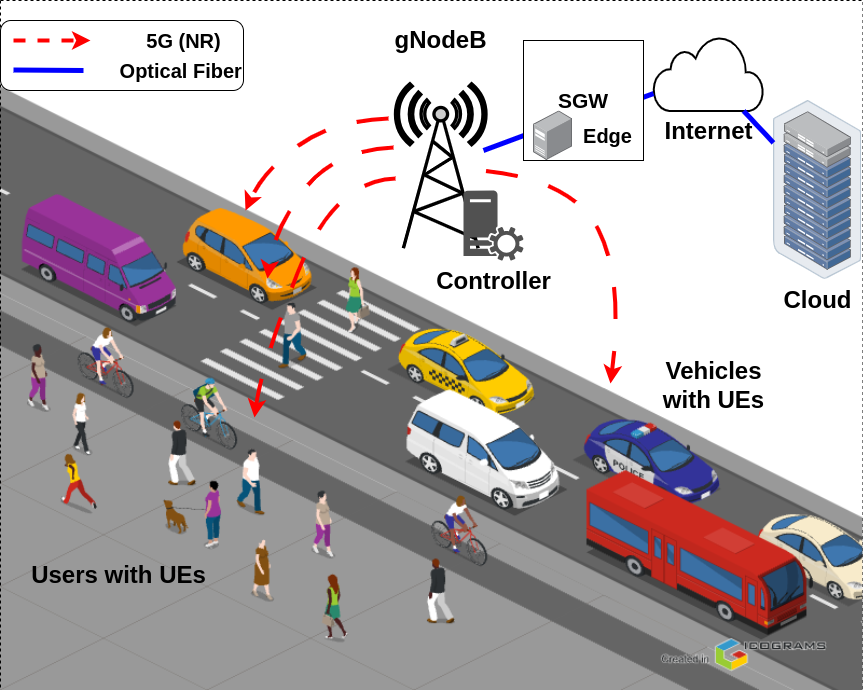 5G (NR)
Optical Fiber
gNodeB
SGW
Edge
Internet
Controller
Cloud
Vehicles
with UEs
POLICE
Users with UEs
Created in
ICOGRAMS